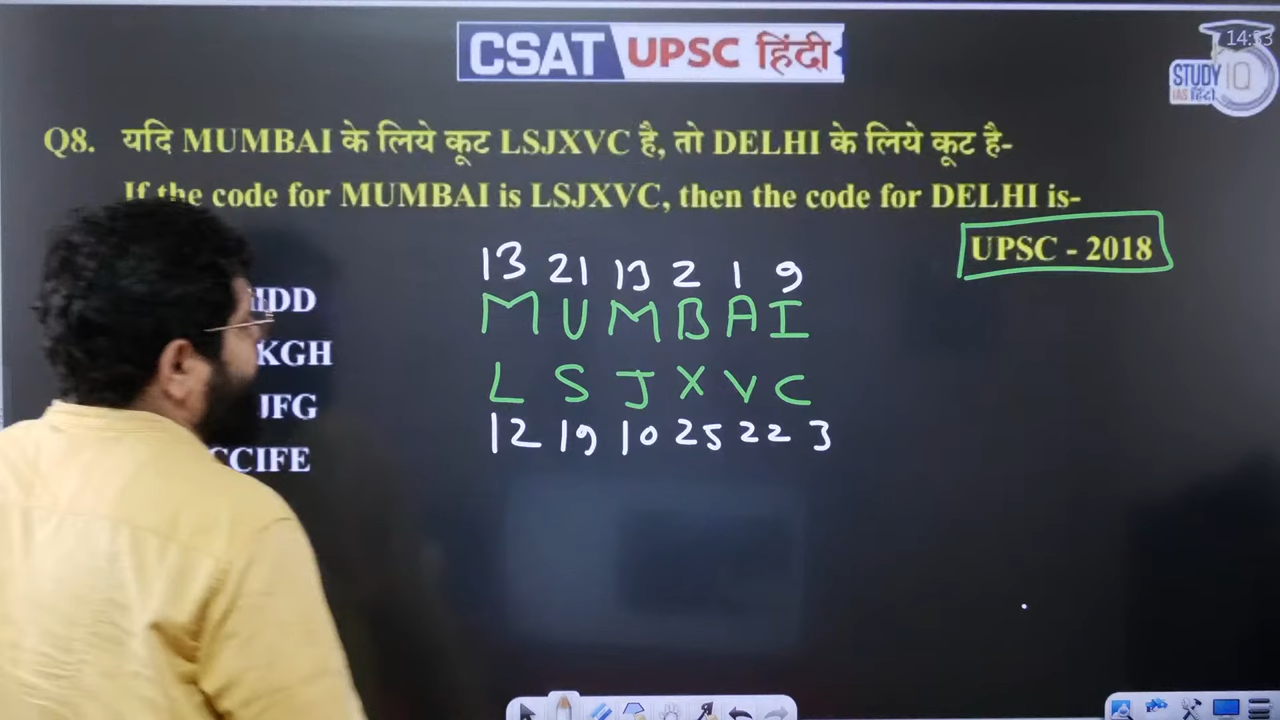 CSAT UPSC हिंदी
14:53
STUDY IQ
IAS हिंदी
Q8. यदि MUMBAI के लिये कूट LSJXVC है, तो DELHI के लिये कूट है-
If the code for MUMBAI is LSJXVC, then the code for DELHI is-
UPSC - 2018
13 21 13 2 1 9
MUMBAI
LSJXVC
12 19 10 25 22 3
KGH
JFG
CCIFE